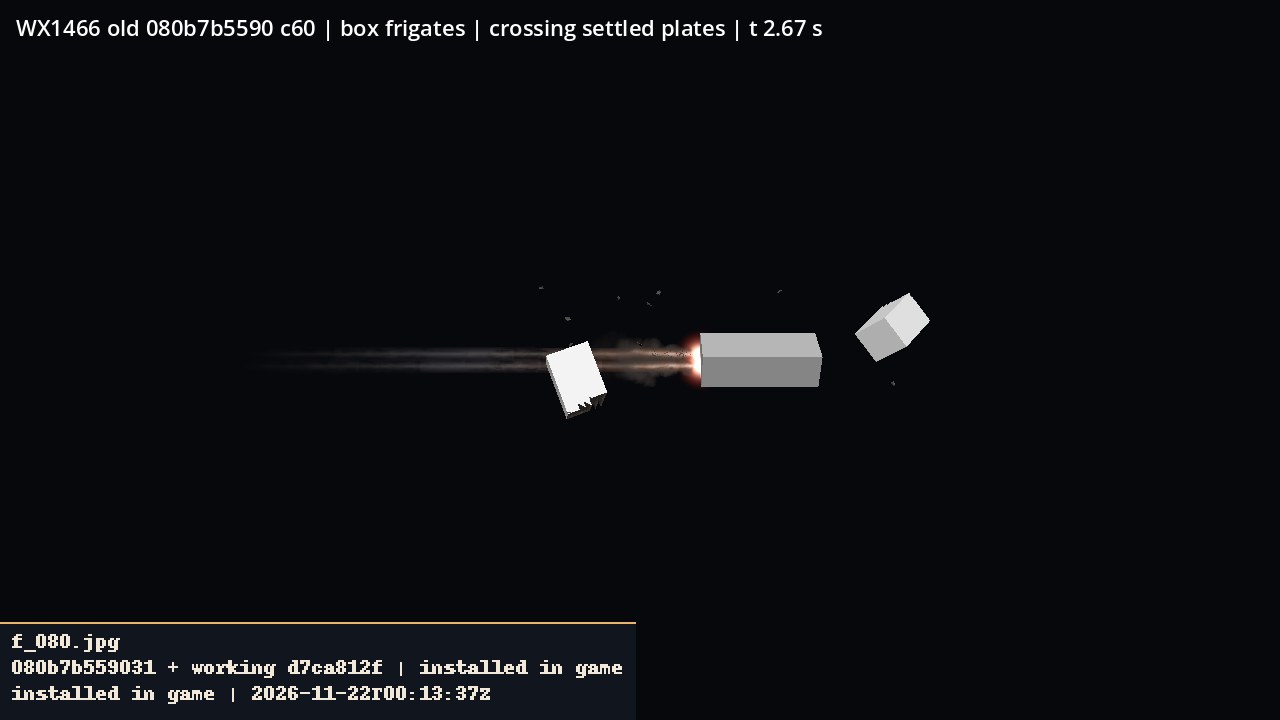 WX1466 old 080b7b5590 c60 | box frigates | crossing settled plates | t 2.67 s
f_080.jpg
080b7b559031 + working d7ca812f | installed in game
installed in game | 2026-11-22T00:13:37Z